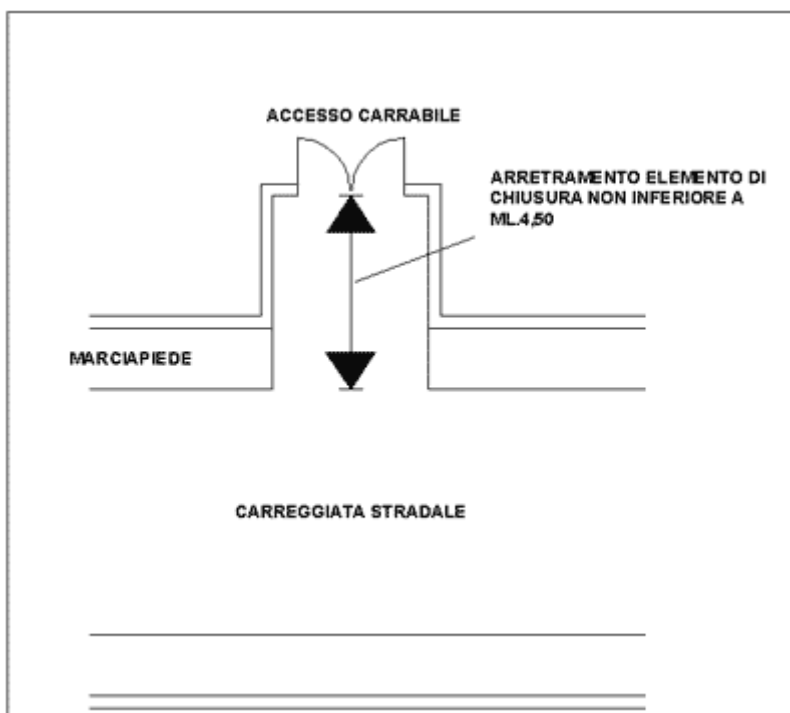 ACCESSO CARRABILE
ARRETRAMENTO ELEMENTO DI
CHIUSURA NON INFERIORE A
ML.4,50
MARCIAPIEDE
CARREGGIATA STRADALE